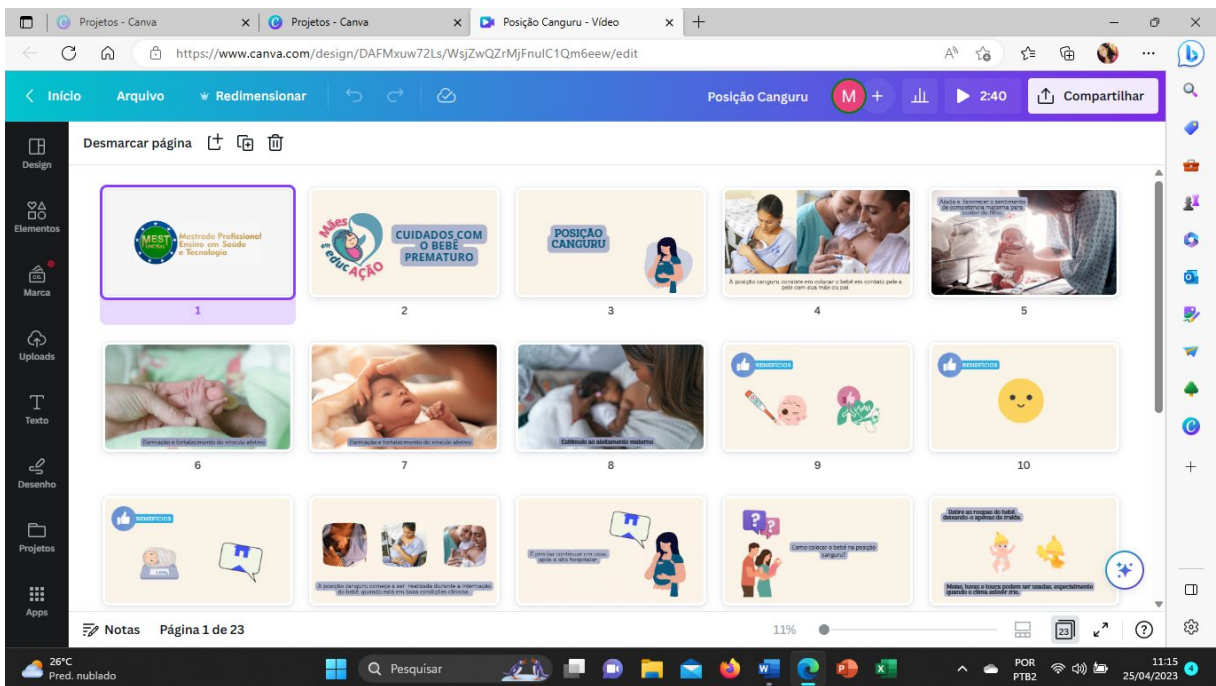 Projetos - Canva
Projetos - Canva
Posição Canguru - Vídeo
https://www.canva.com/design/DAFMxuw72Ls/WsjZwQZrMjFnulC1Qm6eew/edit
Início
Arquivo
Redimensionar
Posição Canguru
M
2:40
Compartilhar
Design
Elementos
Marca
Uploads
Texto
Desenho
Projetos
Apps
Desmarcar página
MEST
Mestrado Profissional
Ensino em Saúde
e Tecnologia
1
Mães
em
educAÇÃO
CUIDADOS COM
O BEBÊ
PREMATURO
2
POSIÇÃO
CANGURU
3
A posição canguru consiste em colocar o bebê em contato pele a
pele com sua mãe ou pai
4
Ajuda a favorecer o sentimento
de competência materna para
cuidar do filho
5
Formação e fortalecimento do vínculo afetivo
6
Formação e fortalecimento do vínculo afetivo
7
Estímulo ao aleitamento materno
8
BENEFÍCIOS
9
BENEFÍCIOS
10
BENEFÍCIOS
A posição canguru começa a ser realizada durante a internação
do bebê, quando está em boas condições clínicas.
É preciso continuar em casa,
após a alta hospitalar.
Como colocar o bebê na posição
canguru?
Retire as roupas do bebê,
deixando-o apenas de fralda.
Meias, luvas e touca podem ser usadas, especialmente
quando o clima estiver frio.
Notas
Página 1 de 23
11%
23
26°C
Pred. nublado
Pesquisar
POR
PTB2
11:15
25/04/2023
4